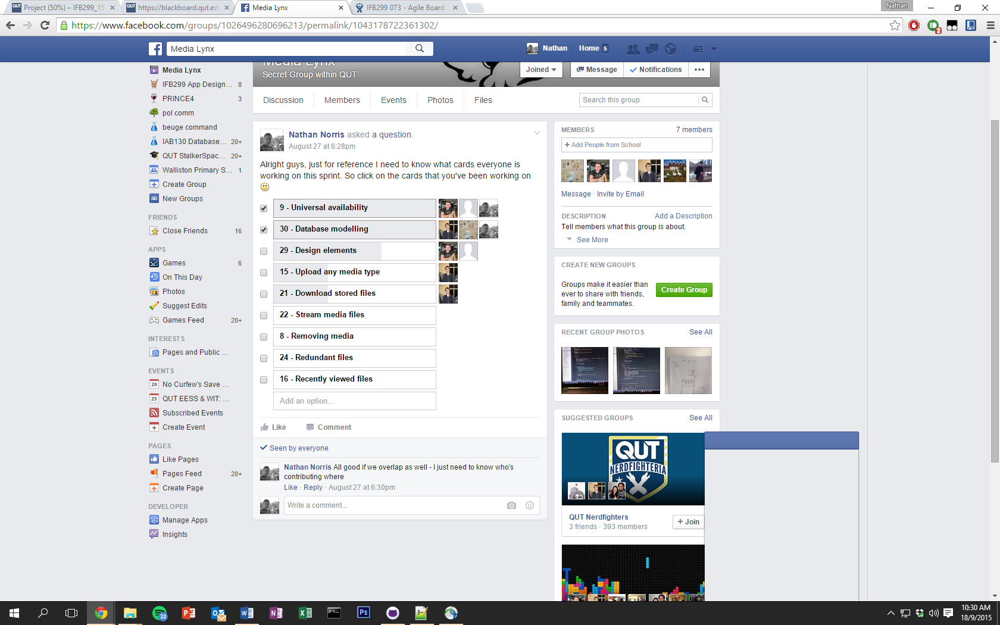 Project (50%) – IFB299_15
https://blackboard.qut.ed
Media Lynx
IFB299 073 - Agile Board
Nathan
https://www.facebook.com/groups/1026496280696213/permalink/1043178722361302/
2
Media Lynx
Nathan
Home 5
Media Lynx
IFB299 App Design... 8
PRINCE4 3
pol comm
beuge command
IAB130 Database... 20+
QUT StalkerSpac... 20+
Walliston Primary S... 1
Create Group
New Groups
FRIENDS
Close Friends 16
APPS
Games 6
On This Day
Photos
Suggest Edits
Games Feed 20+
INTERESTS
Pages and Public ...
EVENTS
20 No Curfew's Save ...
25 QUT EESS & WIT: ...
Subscribed Events
Create Event
PAGES
Like Pages
Pages Feed 20+
Create Page
DEVELOPER
Manage Apps
Insights
Media Lynx
Secret Group within QUT
Joined
Message
Notifications
Discussion
Members
Events
Photos
Files
Search this group
Nathan Norris asked a question.
August 27 at 6:28pm
Alright guys, just for reference I need to know what cards everyone is
working on this sprint. So click on the cards that you've been working on
9 - Universal availability
30 - Database modelling
29 - Design elements
15 - Upload any media type
21 - Download stored files
22 - Stream media files
8 - Removing media
24 - Redundant files
16 - Recently viewed files
Add an option...
Like
Comment
Seen by everyone
Nathan Norris All good if we overlap as well - I just need to know who's
contributing where
Like · Reply · August 27 at 6:30pm
Write a comment...
MEMBERS
7 members
+ Add People from School
Message · Invite by Email
DESCRIPTION
Add a Description
Tell members what this group is about.
See More
CREATE NEW GROUPS
Groups make it easier than
ever to share with friends,
family and teammates.
Create Group
RECENT GROUP PHOTOS
See All
SUGGESTED GROUPS
See All
QUT
NERDFIGHTERIA
QUT Nerdfighters
3 friends · 393 members
+ Join
32
10:30 AM
18/9/2015